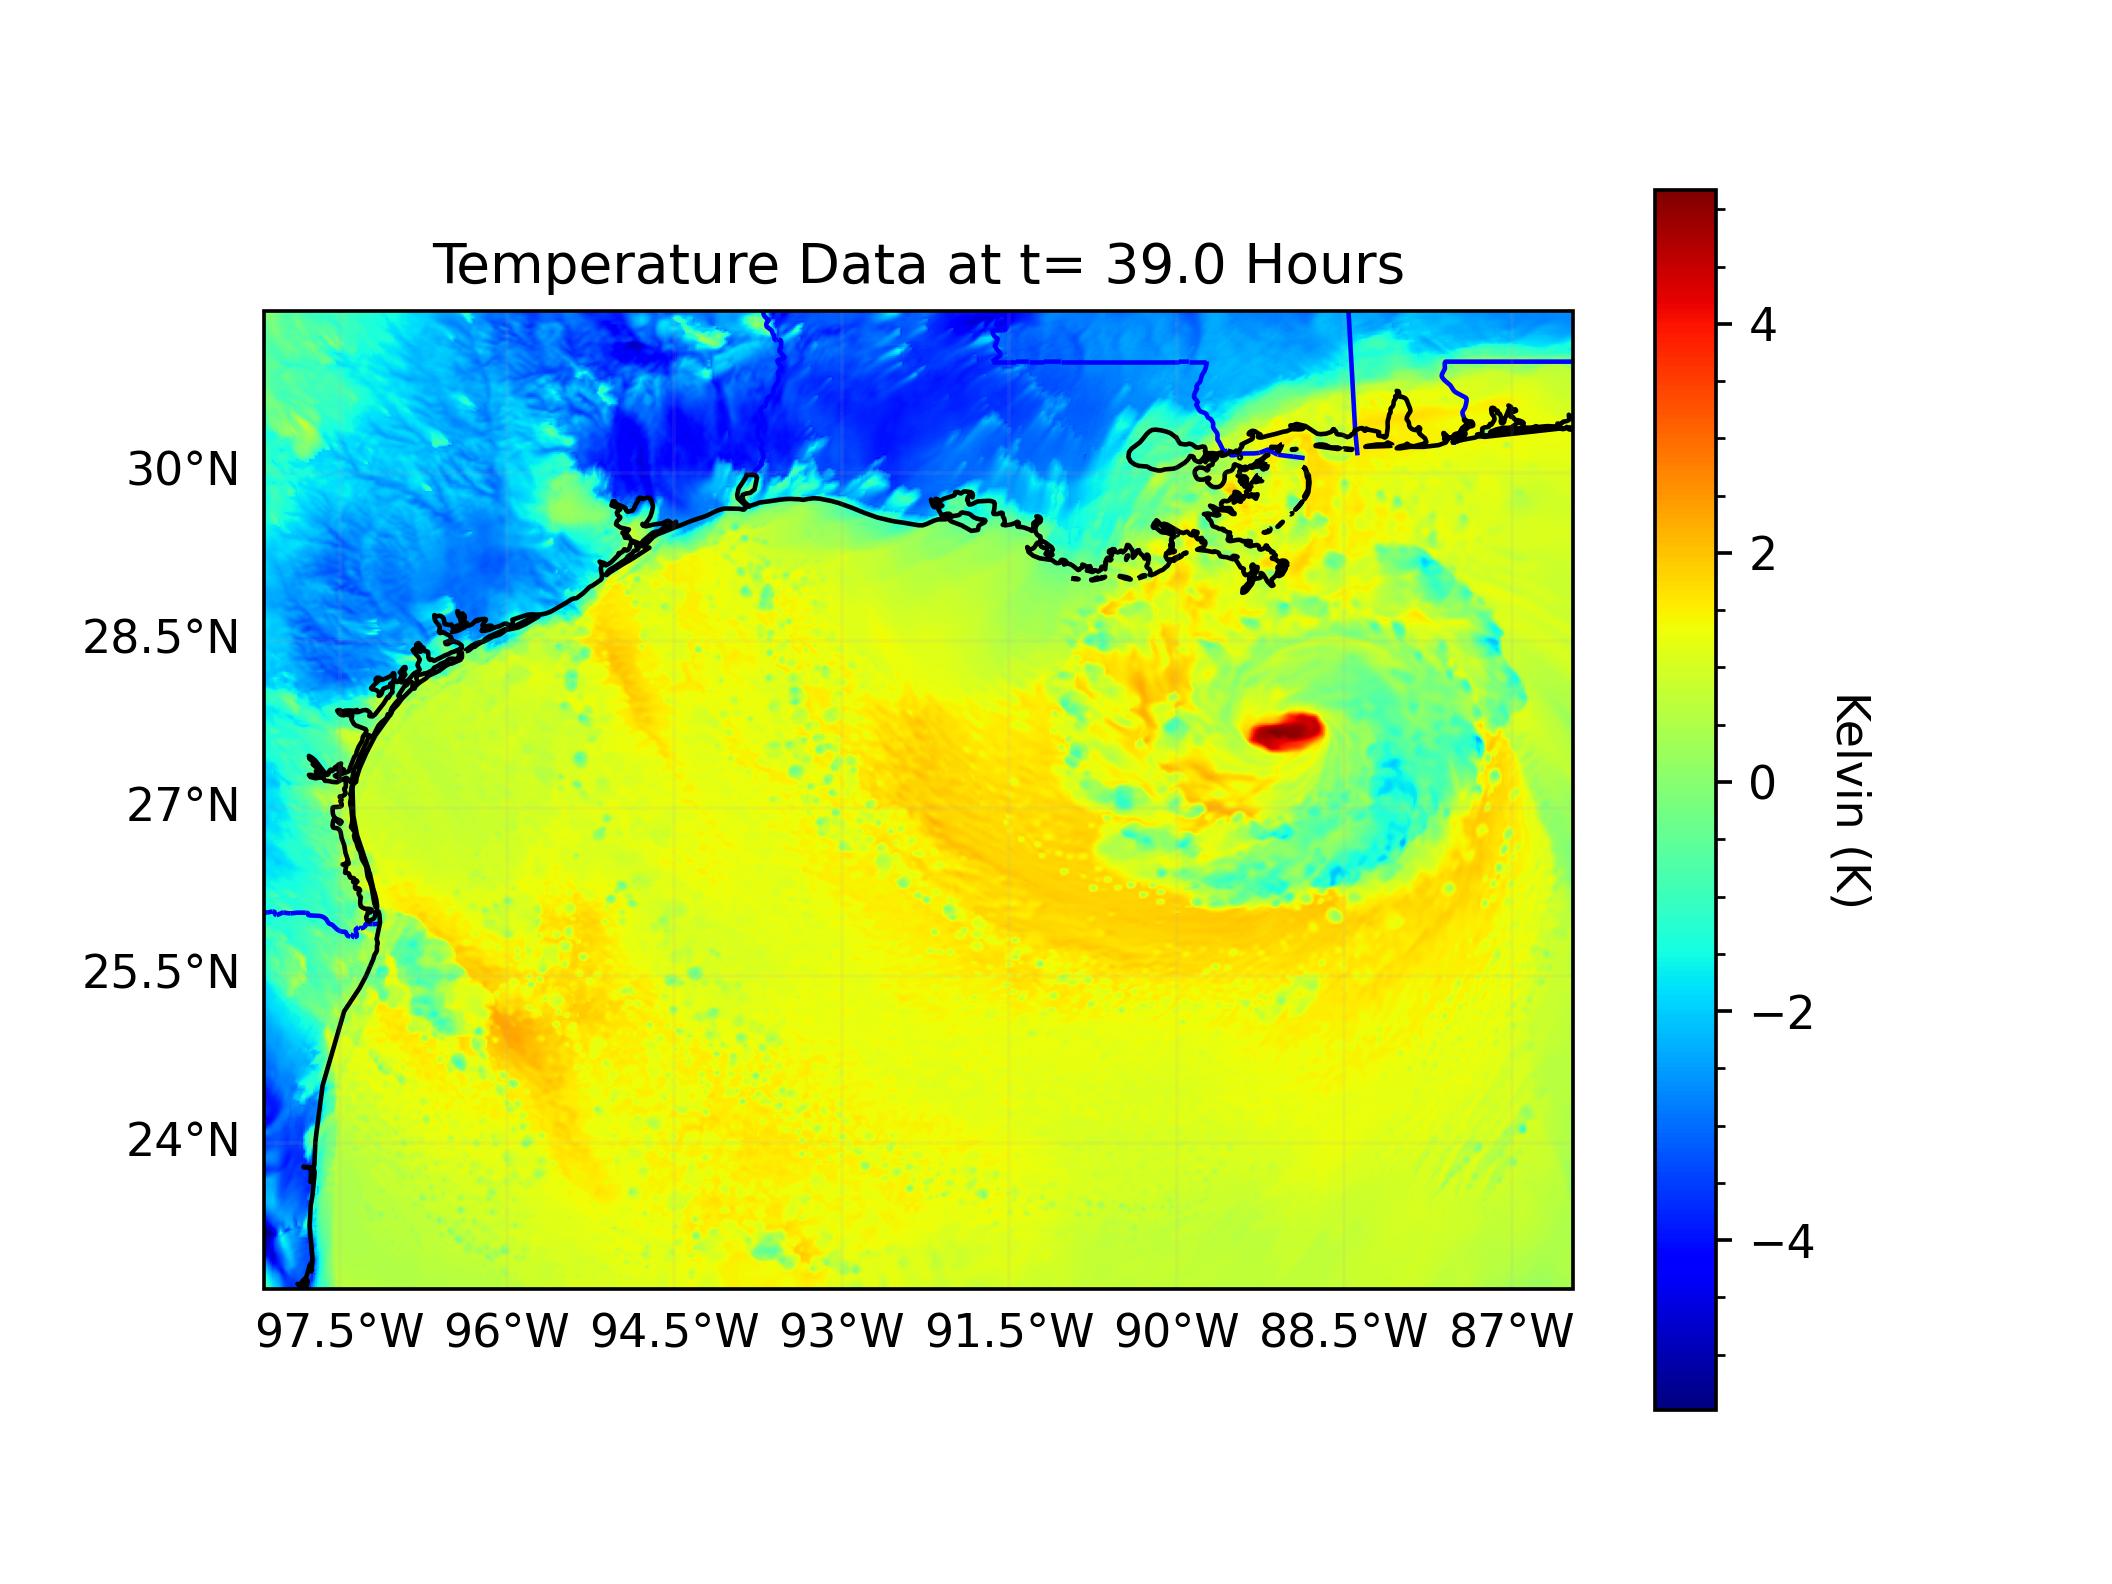 Temperature Data at t= 39.0 Hours
30°N
28.5°N
27°N
25.5°N
24°N
97.5°W 96°W 94.5°W 93°W 91.5°W 90°W 88.5°W 87°W
4
2
0
−2
−4
Kelvin (K)